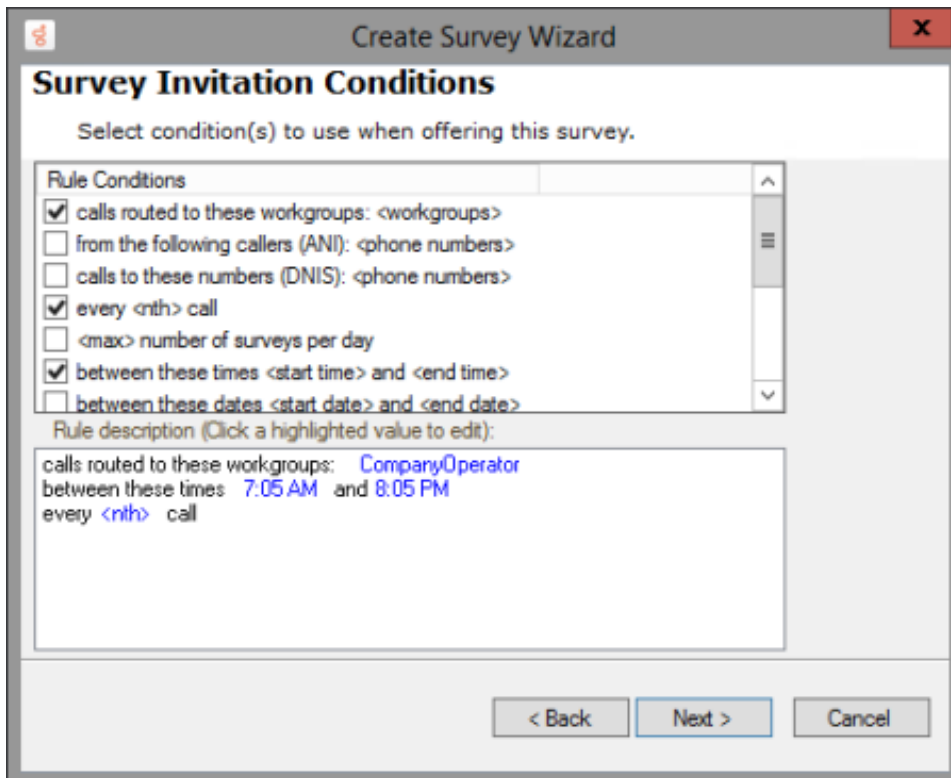 Create Survey Wizard
x
Survey Invitation Conditions
Select condition(s) to use when offering this survey.
Rule Conditions
calls routed to these workgroups: <workgroups>
from the following callers (ANI): <phone numbers>
calls to these numbers (DNIS): <phone numbers>
every <nth> call
<max> number of surveys per day
between these times <start time> and <end time>
between these dates <start date> and <end date>
Rule description (Click a highlighted value to edit):
calls routed to these workgroups: CompanyOperator
between these times 7:05 AM and 8:05 PM
every <nth> call
< Back Next > Cancel